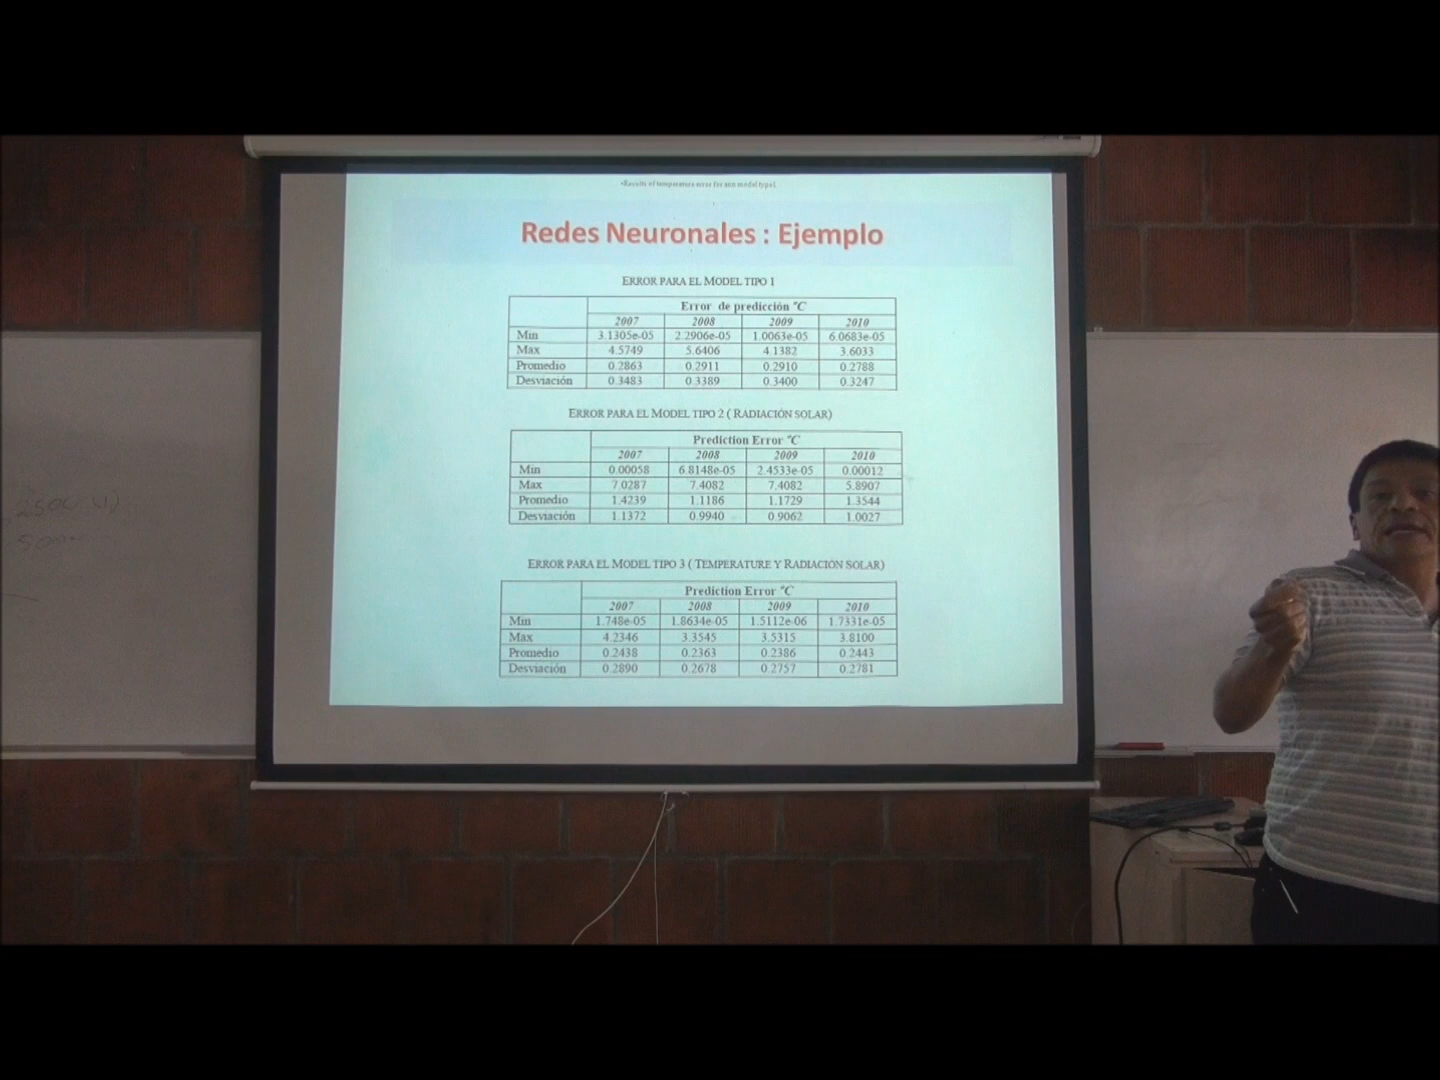 •Results of temperature error for ann model type1.
Redes Neuronales : Ejemplo
ERROR PARA EL MODEL TIPO 1
Error de predicción °C
2007 2008 2009 2010
Min 3.1305e-05 2.2906e-05 1.0063e-05 6.0683e-05
Max 4.5749 5.6406 4.1382 3.6033
Promedio 0.2863 0.2911 0.2910 0.2788
Desviación 0.3483 0.3389 0.3400 0.3247
ERROR PARA EL MODEL TIPO 2 ( RADIACIÓN SOLAR)
Prediction Error °C
2007 2008 2009 2010
Min 0.00058 6.8148e-05 2.4533e-05 0.00012
Max 7.0287 7.4082 7.4082 5.8907
Promedio 1.4239 1.1186 1.1729 1.3544
Desviación 1.1372 0.9940 0.9062 1.0027
ERROR PARA EL MODEL TIPO 3 ( TEMPERATURE Y RADIACIÓN SOLAR)
Prediction Error °C
2007 2008 2009 2010
Min 1.748e-05 1.8634e-05 1.5112e-06 1.7331e-05
Max 4.2346 3.3545 3.5315 3.8100
Promedio 0.2438 0.2363 0.2386 0.2443
Desviación 0.2890 0.2678 0.2757 0.2781